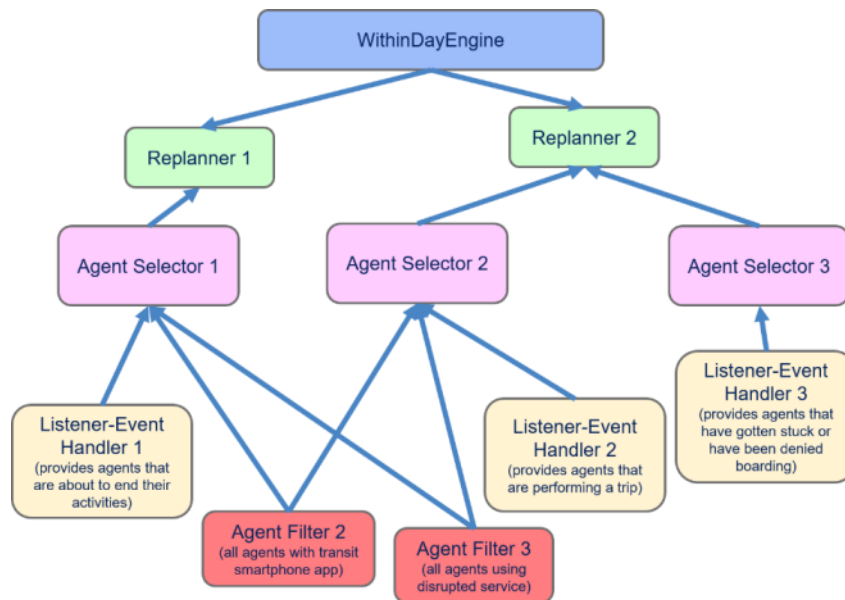 WithinDayEngine
Replanner 1
Replanner 2
Agent Selector 1
Agent Selector 2
Agent Selector 3
Listener-Event
Handler 1
(provides agents that
are about to end their
activities)
Listener-Event
Handler 2
(provides agents that
are performing a trip)
Listener-Event
Handler 3
(provides agents that
have gotten stuck or
have been denied
boarding)
Agent Filter 2
(all agents with transit
smartphone app)
Agent Filter 3
(all agents using
disrupted service)